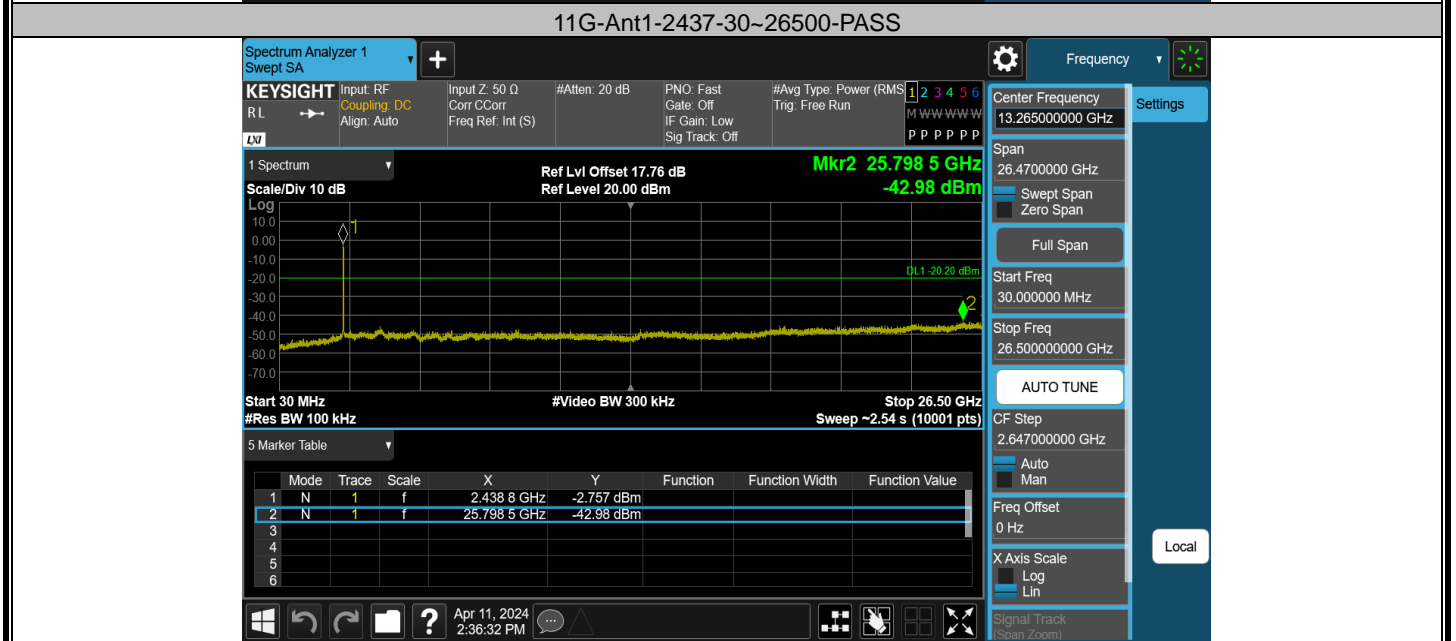 11G-Ant1-2437-30~26500-PASS
Spectrum Analyzer 1
Swept SA
+
Frequency
KEYSIGHT
RL
LXI
Input: RF
Coupling: DC
Align: Auto
Input Z: 50 Ω
Corr CCorr
Freq Ref: Int (S)
#Atten: 20 dB
PNO: Fast
Gate: Off
IF Gain: Low
Sig Track: Off
#Avg Type: Power (RMS
Trig: Free Run
1 2 3 4 5 6
M W W W W W
P P P P P P
Center Frequency
13.265000000 GHz
Settings
Span
26.4700000 GHz
Swept Span
Zero Span
Full Span
Start Freq
30.000000 MHz
Stop Freq
26.500000000 GHz
AUTO TUNE
CF Step
2.647000000 GHz
Auto
Man
Freq Offset
0 Hz
X Axis Scale
Log
Lin
Signal Track
(Span Zoom)
Local
1 Spectrum
Scale/Div 10 dB
Log
Ref Lvl Offset 17.76 dB
Ref Level 20.00 dBm
Mkr2 25.798 5 GHz
-42.98 dBm
10.0
0.00
-10.0
-20.0
-30.0
-40.0
-50.0
-60.0
-70.0
1
DL1 -20.20 dBm
2
Start 30 MHz
#Video BW 300 kHz
Stop 26.50 GHz
#Res BW 100 kHz
Sweep ~2.54 s (10001 pts)
5 Marker Table
Mode Trace Scale X Y Function Function Width Function Value
1 N 1 f 2.438 8 GHz -2.757 dBm
2 N 1 f 25.798 5 GHz -42.98 dBm
3
4
5
6
?
Apr 11, 2024
2:36:32 PM